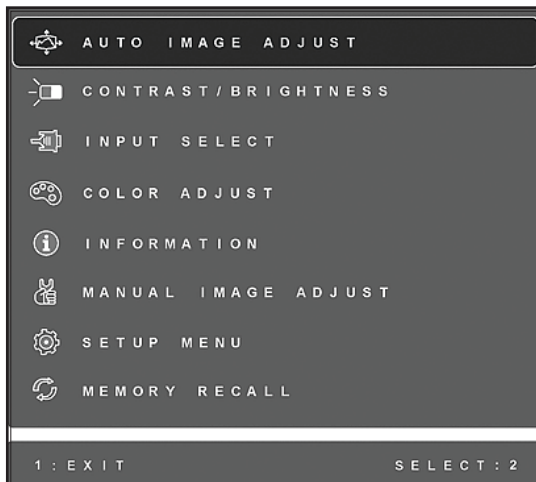 AUTO IMAGE ADJUST
CONTRAST/BRIGHTNESS
INPUT SELECT
COLOR ADJUST
INFORMATION
MANUAL IMAGE ADJUST
SETUP MENU
MEMORY RECALL
1:EXIT SELECT:2